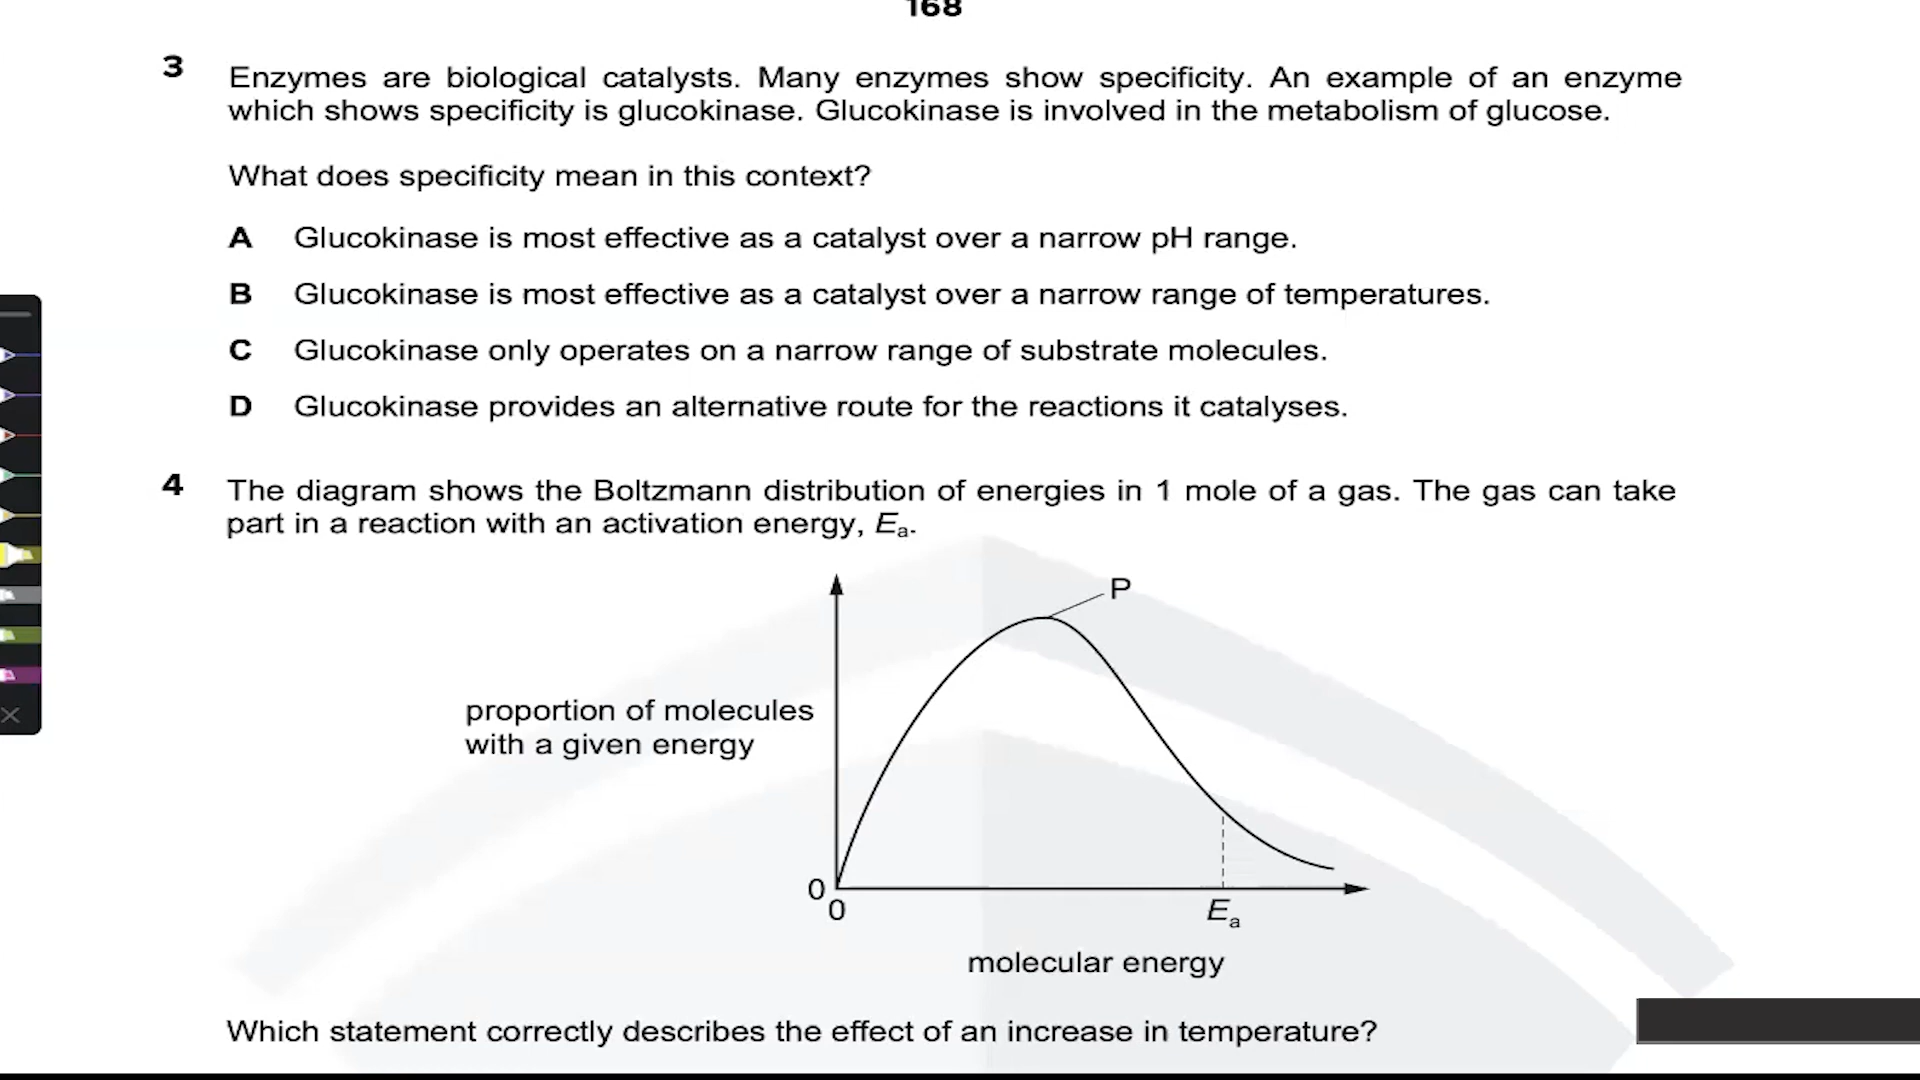 168
3 Enzymes are biological catalysts. Many enzymes show specificity. An example of an enzyme
which shows specificity is glucokinase. Glucokinase is involved in the metabolism of glucose.
What does specificity mean in this context?
A Glucokinase is most effective as a catalyst over a narrow pH range.
B Glucokinase is most effective as a catalyst over a narrow range of temperatures.
C Glucokinase only operates on a narrow range of substrate molecules.
D Glucokinase provides an alternative route for the reactions it catalyses.
4 The diagram shows the Boltzmann distribution of energies in 1 mole of a gas. The gas can take
part in a reaction with an activation energy, Ea.
P
proportion of molecules
with a given energy
0
0
Ea
molecular energy
Which statement correctly describes the effect of an increase in temperature?